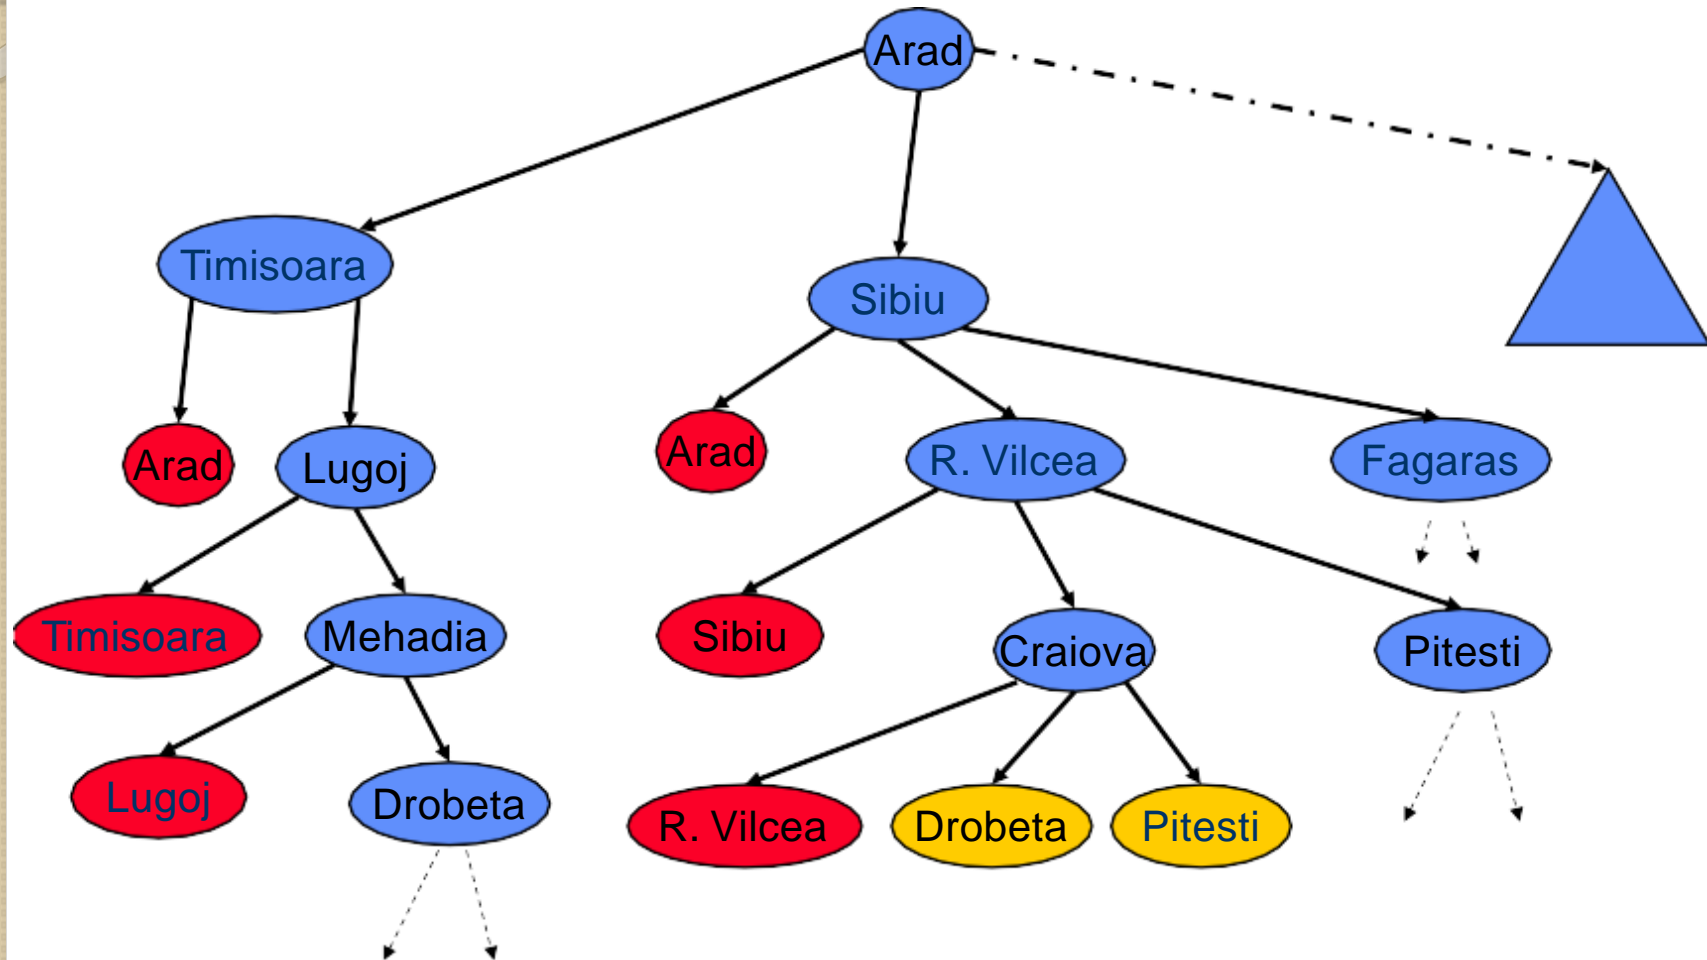 Arad
Timisoara
Sibiu
Arad
Lugoj
Arad
R. Vilcea
Fagaras
Timisoara
Mehadia
Sibiu
Craiova
Pitesti
Lugoj
Drobeta
R. Vilcea
Drobeta
Pitesti